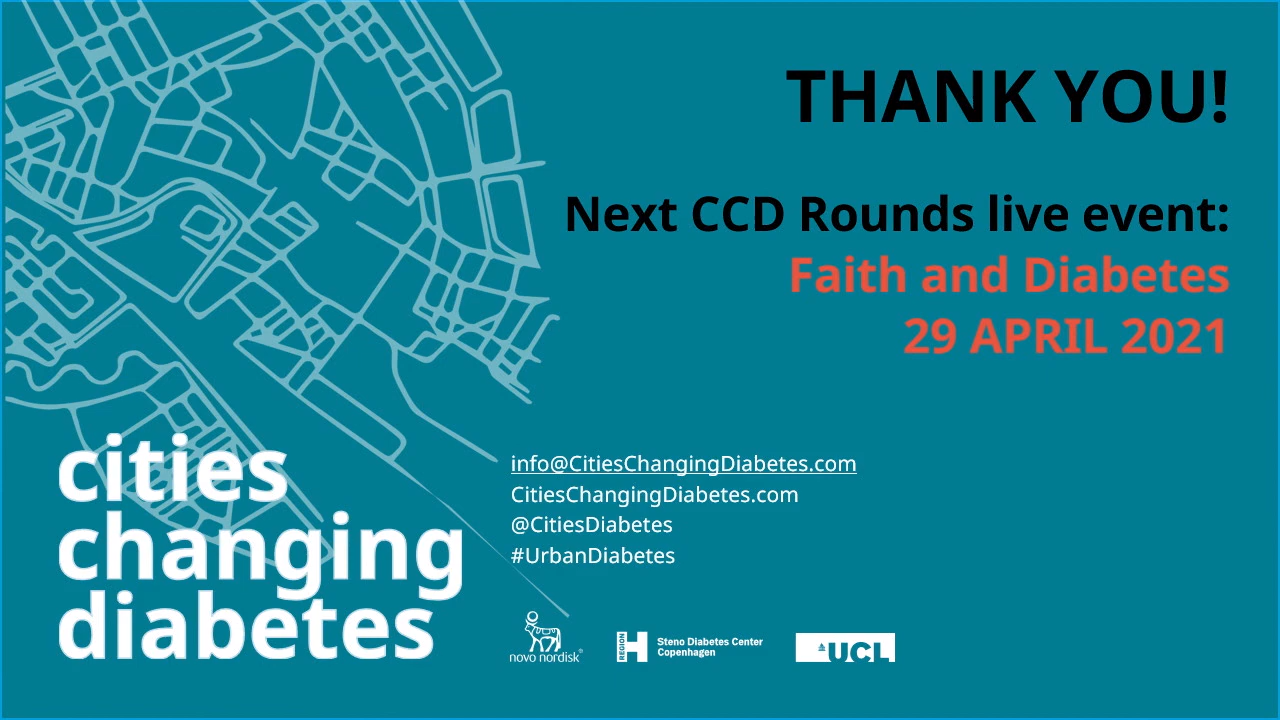 THANK YOU!
Next CCD Rounds live event:
Faith and Diabetes
29 APRIL 2021
cities
changing
diabetes
info@CitiesChangingDiabetes.com
CitiesChangingDiabetes.com
@CitiesDiabetes
#UrbanDiabetes
novo nordisk®
REGION
H
Steno Diabetes Center
Copenhagen
UCL